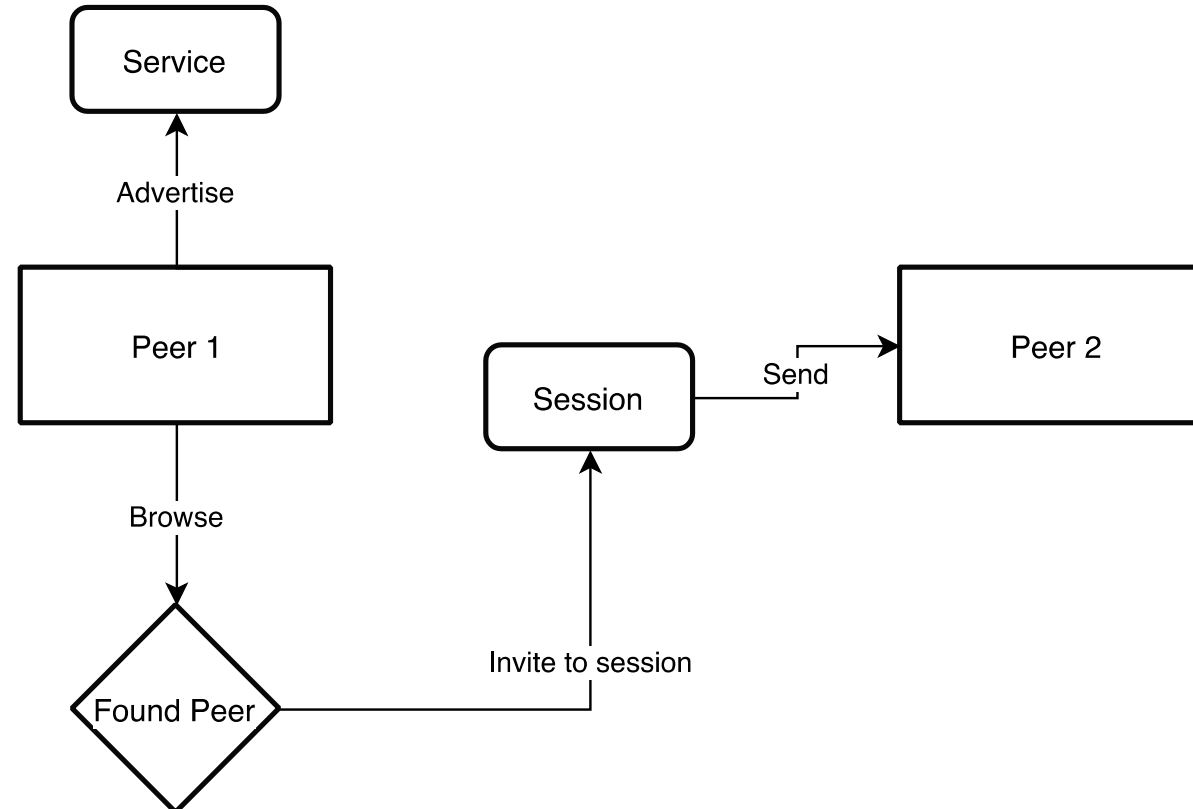 Service
Advertise
Peer 1
Peer 2
Send
Session
Browse
Invite to session
Found Peer